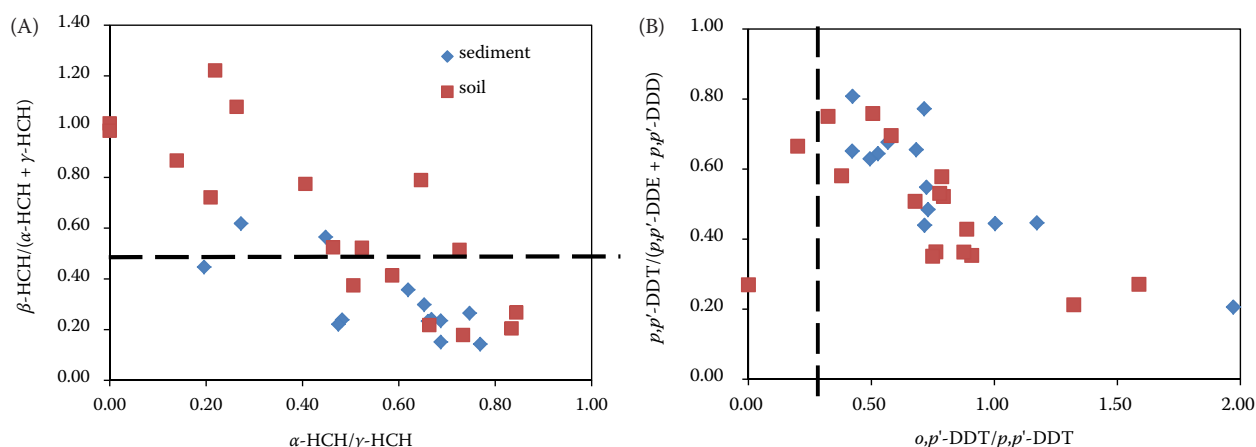 (A)
1.40
1.20
1.00
0.80
0.60
0.40
0.20
0.00
β-HCH/(α-HCH + γ-HCH)
sediment
soil
0.00 0.20 0.40 0.60 0.80 1.00
α-HCH/γ-HCH
(B)
1.00
0.80
0.60
0.40
0.20
0.00
p,p′-DDT/(p,p′-DDE + p,p′-DDD)
0.00 0.50 1.00 1.50 2.00
o,p'-DDT/p,p'-DDT